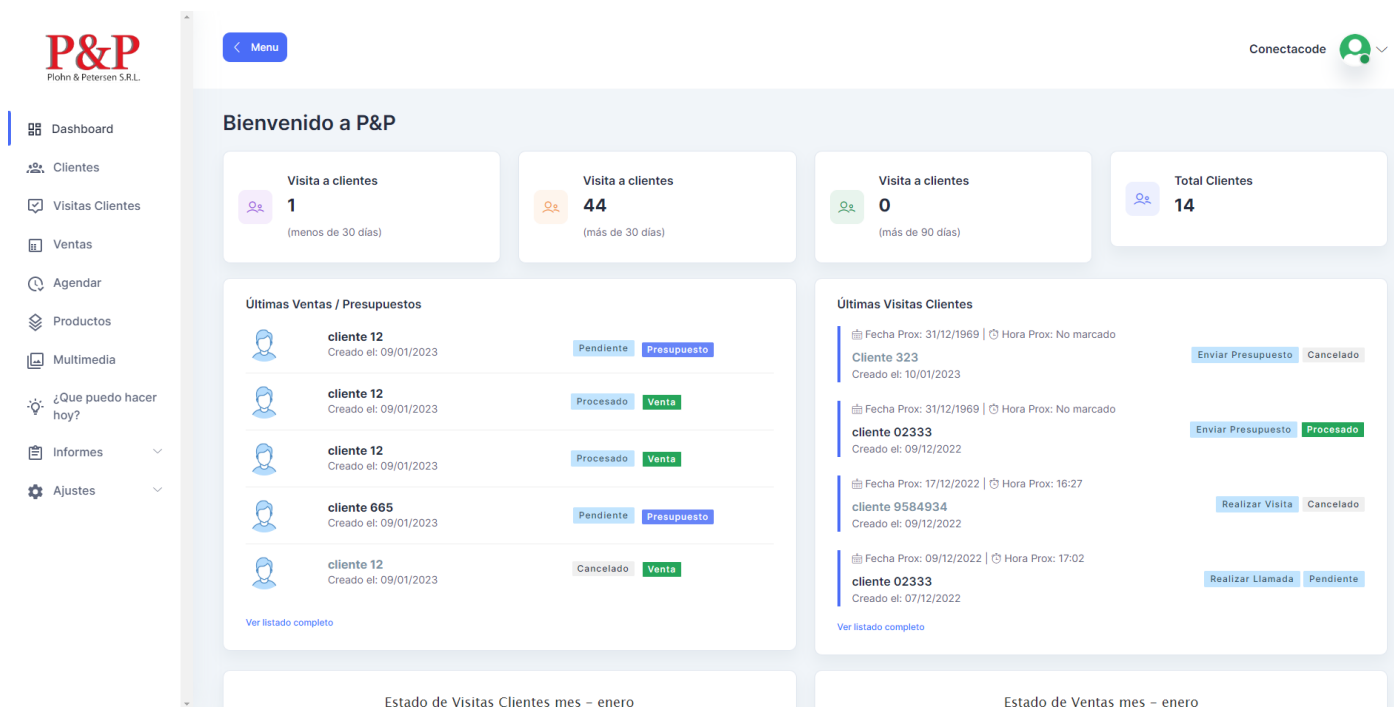 P&P
Plohn & Petersen S.R.L.
Dashboard
Clientes
Visitas Clientes
Ventas
Agendar
Productos
Multimedia
¿Que puedo hacer
hoy?
Informes
Ajustes
Menu
Conectacode
Bienvenido a P&P
Visita a clientes
1
(menos de 30 días)
Visita a clientes
44
(más de 30 días)
Visita a clientes
0
(más de 90 días)
Total Clientes
14
Últimas Ventas / Presupuestos
cliente 12
Creado el: 09/01/2023
Pendiente Presupuesto
cliente 12
Creado el: 09/01/2023
Procesado Venta
cliente 12
Creado el: 09/01/2023
Procesado Venta
cliente 665
Creado el: 09/01/2023
Pendiente Presupuesto
cliente 12
Creado el: 09/01/2023
Cancelado Venta
Ver listado completo
Últimas Visitas Clientes
Fecha Prox: 31/12/1969 | Hora Prox: No marcado
Cliente 323
Creado el: 10/01/2023
Enviar Presupuesto Cancelado
Fecha Prox: 31/12/1969 | Hora Prox: No marcado
cliente 02333
Creado el: 09/12/2022
Enviar Presupuesto Procesado
Fecha Prox: 17/12/2022 | Hora Prox: 16:27
cliente 9584934
Creado el: 09/12/2022
Realizar Visita Cancelado
Fecha Prox: 09/12/2022 | Hora Prox: 17:02
cliente 02333
Creado el: 07/12/2022
Realizar Llamada Pendiente
Ver listado completo
Estado de Visitas Clientes mes – enero
Estado de Ventas mes – enero